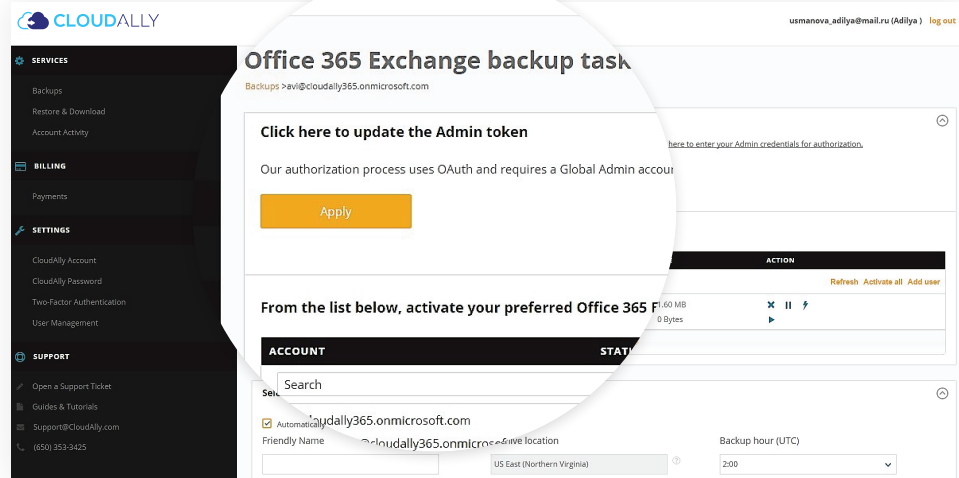 CLOUDALLY
usmanova_adilya@mail.ru (Adilya ) log out
SERVICES
Backups
Restore & Download
Account Activity
BILLING
Payments
SETTINGS
CloudAlly Account
CloudAlly Password
Two-Factor Authentication
User Management
SUPPORT
Open a Support Ticket
Guides & Tutorials
Support@CloudAlly.com
(650) 353-3425
Office 365 Exchange backup task
Backups >avi@cloudally365.onmicrosoft.com
Click here to update the Admin token
here to enter your Admin credentials for authorization.
Our authorization process uses OAuth and requires a Global Admin accou
Apply
ACTION
Refresh Activate all Add user
From the list below, activate your preferred Office 365
1.60 MB
0 Bytes
ACCOUNT STAT
Search
Sele
cloudally365.onmicrosoft.com
Automatically
@cloudally365.onmicroso
Friendly Name
location
Backup hour (UTC)
US East (Northern Virginia)
2:00